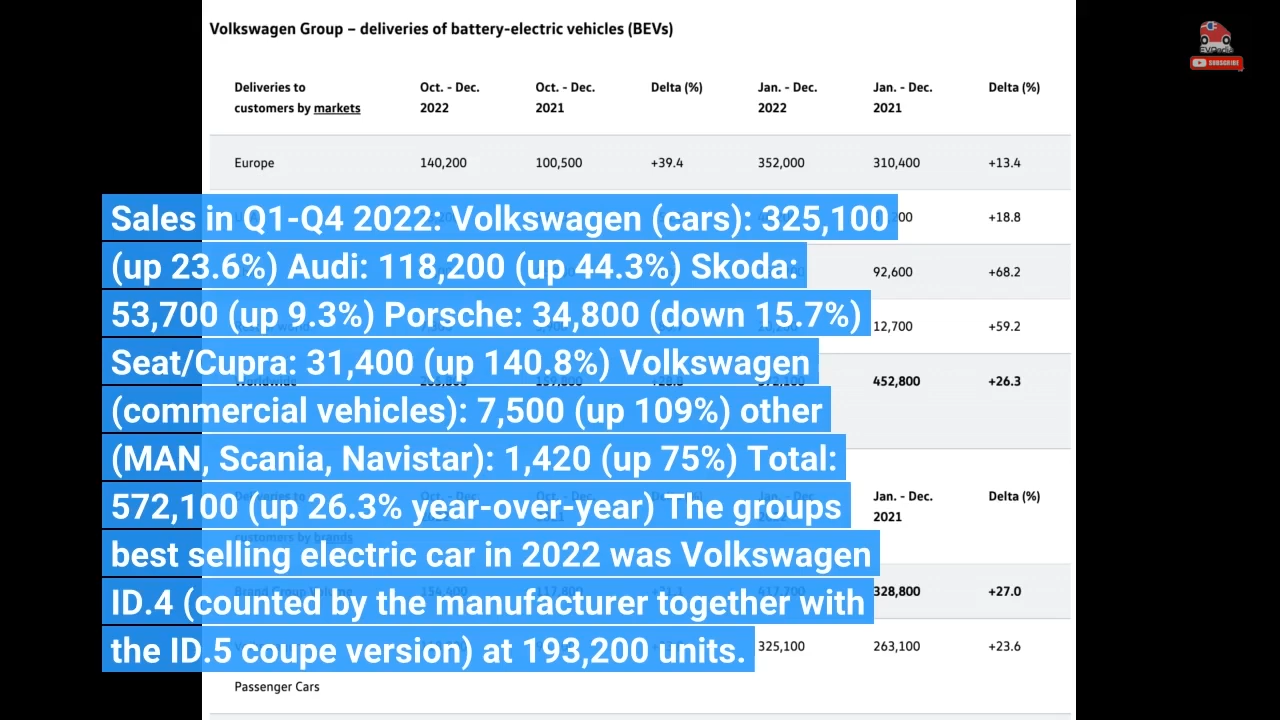 Volkswagen Group – deliveries of battery-electric vehicles (BEVs)
EVPedia
SUBSCRIBE
Deliveries to customers by markets Oct. - Dec. 2022 Oct. - Dec. 2021 Delta (%) Jan. - Dec. 2022 Jan. - Dec. 2021 Delta (%)
Europe 140,200 100,500 +39.4 352,000 310,400 +13.4
+18.8
92,600 +68.2
12,700 +59.2
452,800 +26.3
Sales in Q1-Q4 2022: Volkswagen (cars): 325,100
(up 23.6%) Audi: 118,200 (up 44.3%) Skoda:
53,700 (up 9.3%) Porsche: 34,800 (down 15.7%)
Seat/Cupra: 31,400 (up 140.8%) Volkswagen
(commercial vehicles): 7,500 (up 109%) other
(MAN, Scania, Navistar): 1,420 (up 75%) Total:
572,100 (up 26.3% year-over-year) The groups
best selling electric car in 2022 was Volkswagen
ID.4 (counted by the manufacturer together with
the ID.5 coupe version) at 193,200 units.
Jan. - Dec. 2021 Delta (%)
328,800 +27.0
325,100 263,100 +23.6
Passenger Cars